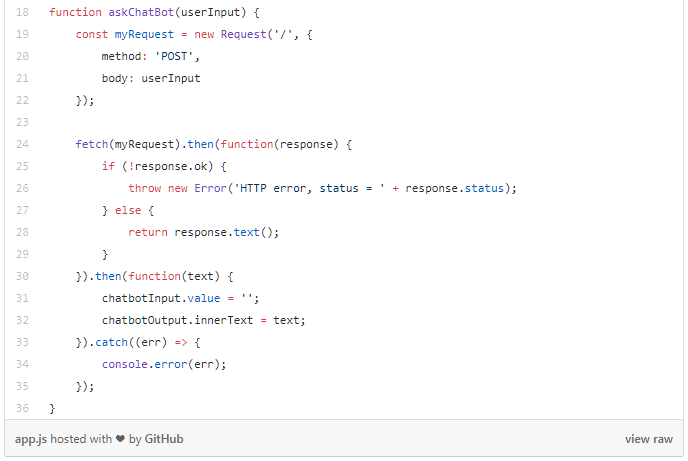 18 function askChatBot(userInput) {
19     const myRequest = new Request('/', {
20         method: 'POST',
21         body: userInput
22     });
23
24     fetch(myRequest).then(function(response) {
25         if (!response.ok) {
26             throw new Error('HTTP error, status = ' + response.status);
27         } else {
28             return response.text();
29         }
30     }).then(function(text) {
31         chatbotInput.value = '';
32         chatbotOutput.innerText = text;
33     }).catch((err) => {
34         console.error(err);
35     });
36 }
app.js hosted with ❤ by GitHub view raw